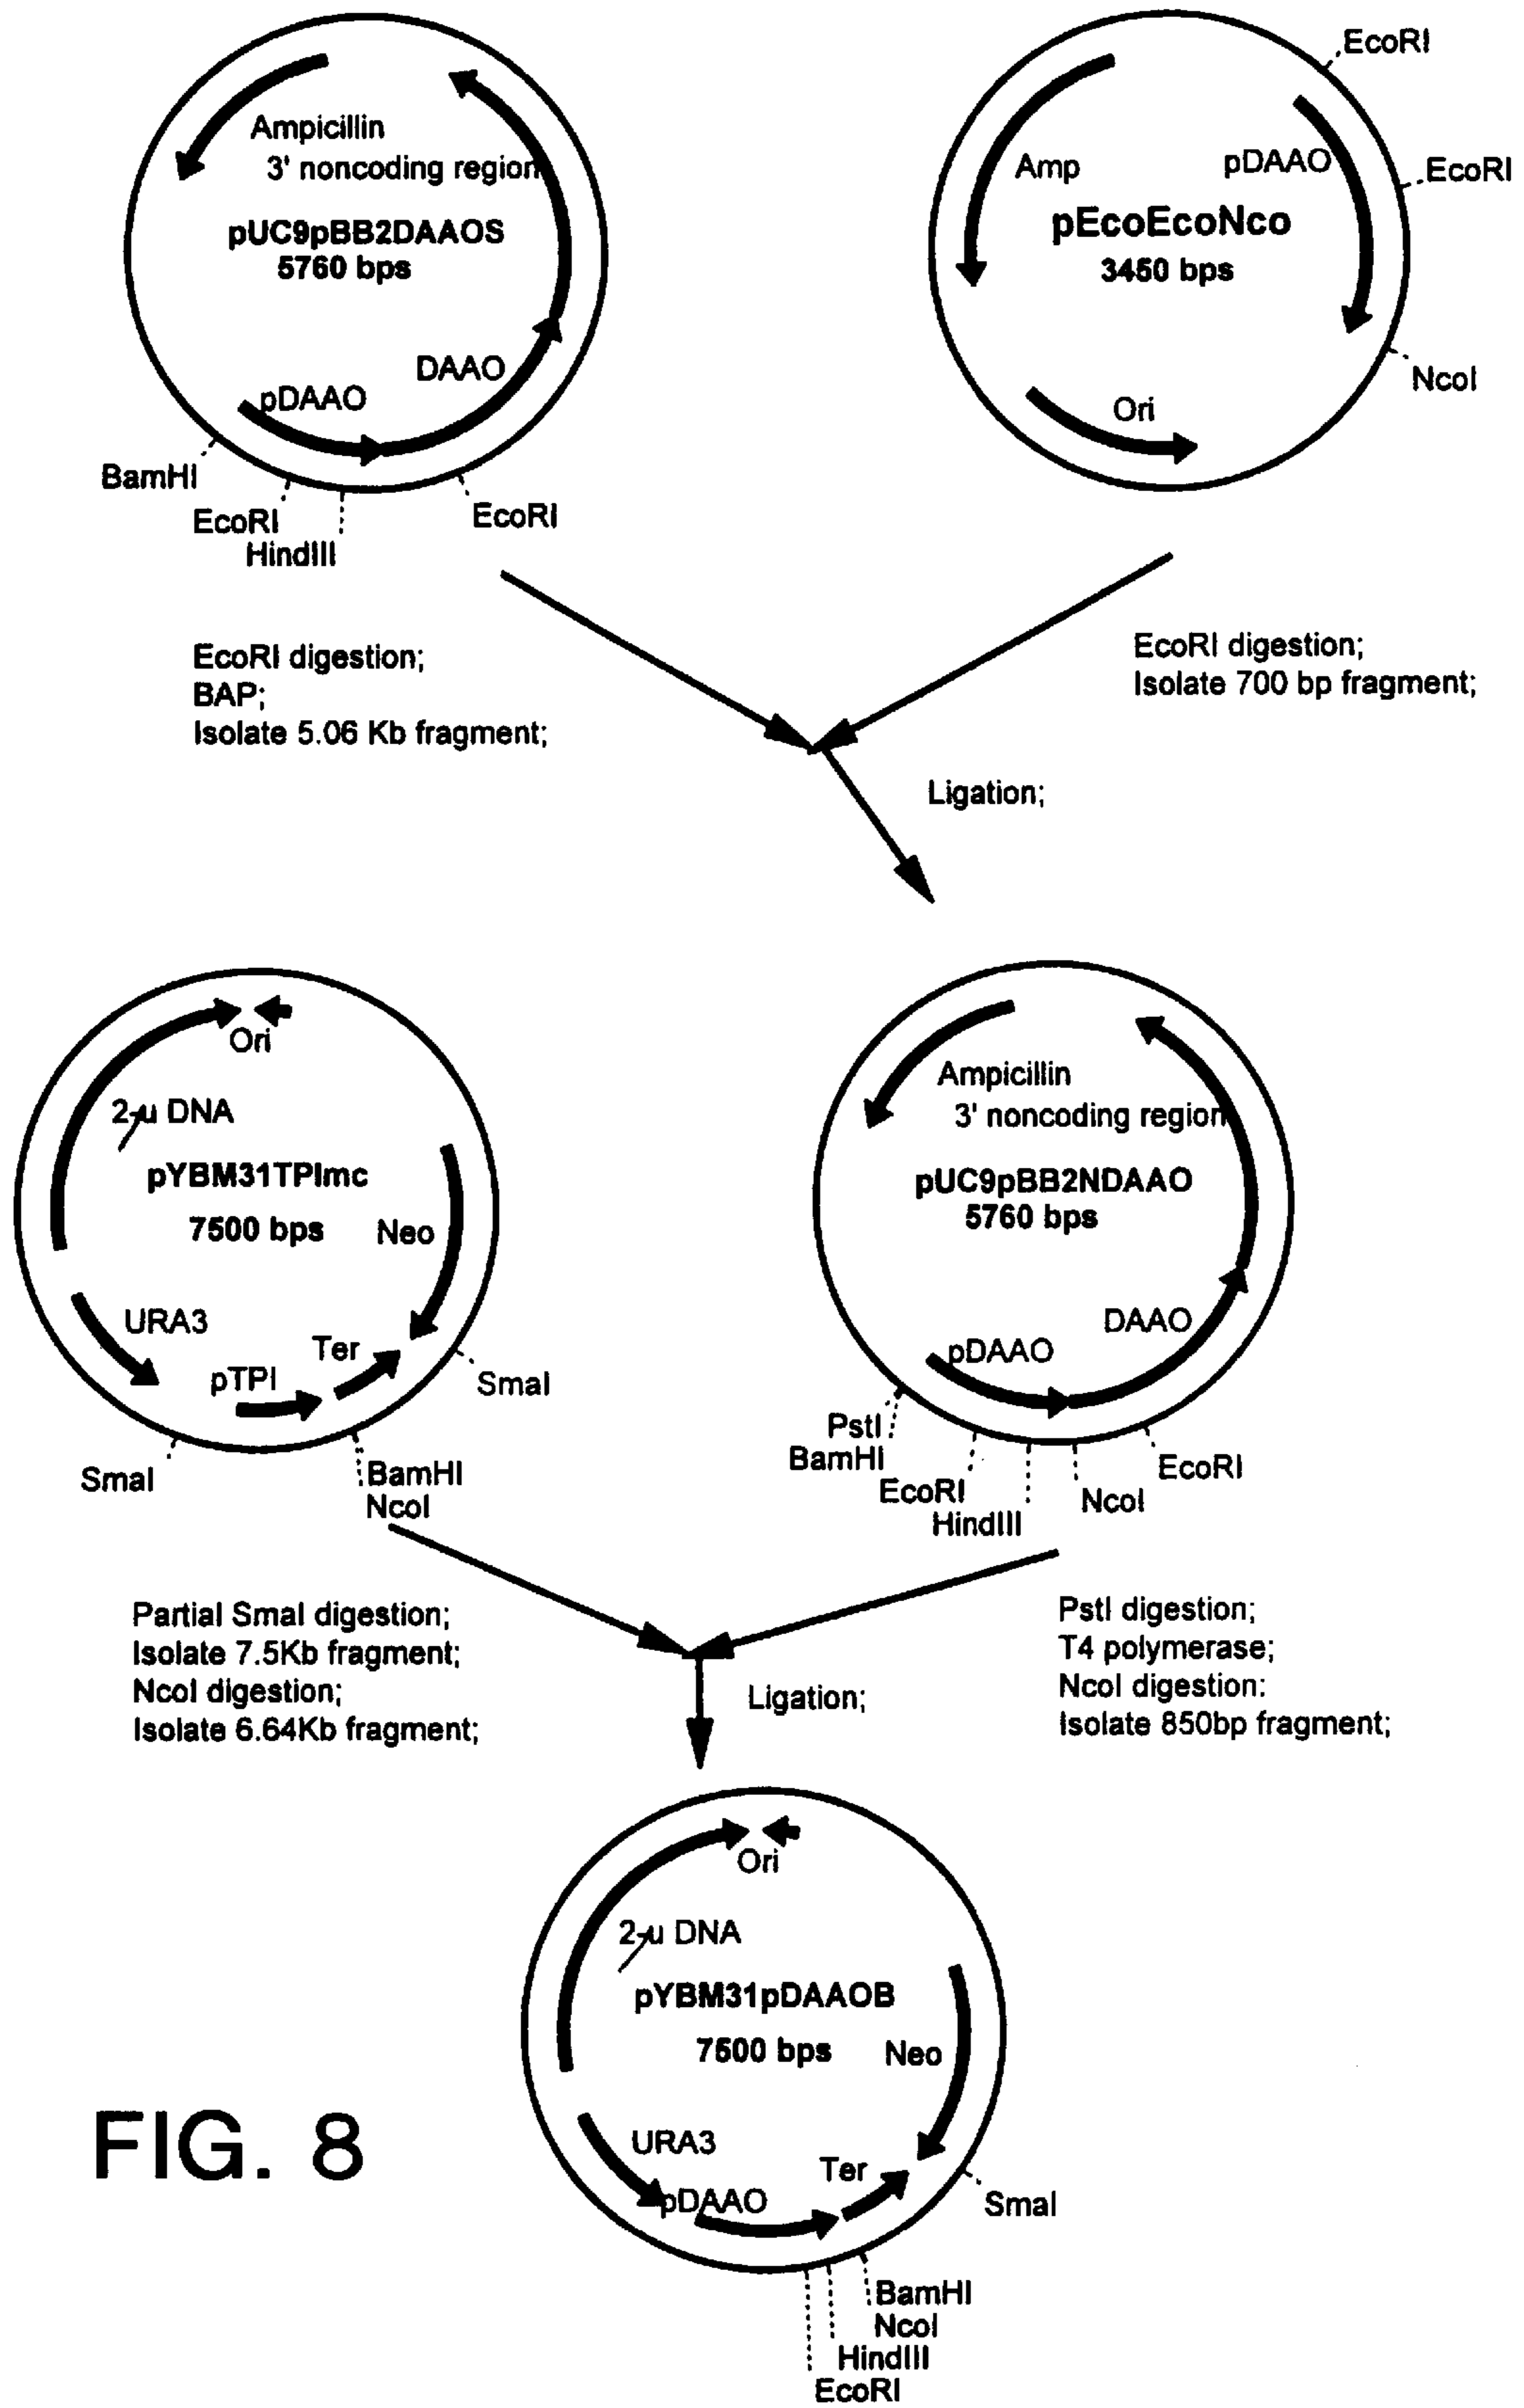 Ampicillin
3' noncoding region
pUC9pBB2DAAOS
5760 bps
DAAO
pDAAO
BamHI
EcoRI
HindIII
EcoRI
EcoRI
pDAAO
EcoRI
Amp
pEcoEcoNco
3450 bps
NcoI
Ori
EcoRI digestion;
BAP;
Isolate 5.06 Kb fragment;
EcoRI digestion;
Isolate 700 bp fragment;
Ligation;
Ori
2-u DNA
pYBM31TPImc
7500 bps
Neo
URA3
Ter
pTPI
SmaI
SmaI
BamHI
NcoI
Ampicillin
3' noncoding region
pUC9pBB2NDAAO
5760 bps
DAAO
pDAAO
PstI
BamHI
EcoRI
HindIII
NcoI
EcoRI
Partial SmaI digestion;
Isolate 7.5Kb fragment;
NcoI digestion;
Isolate 6.64Kb fragment;
PstI digestion;
T4 polymerase;
NcoI digestion:
Isolate 850bp fragment;
Ligation;
Ori
2-u DNA
pYBM31pDAAOB
7500 bps
Neo
URA3
Ter
pDAAO
SmaI
BamHI
NcoI
HindIII
EcoRI
FIG. 8